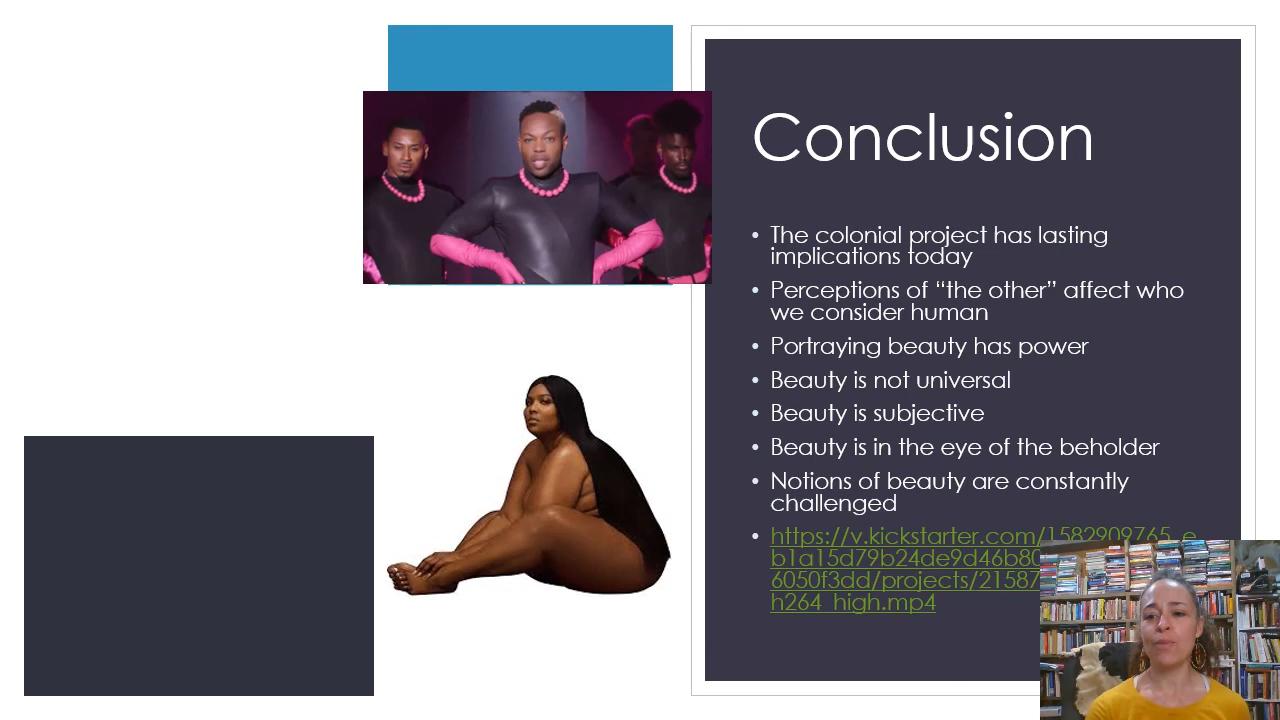 Conclusion
• The colonial project has lasting
implications today
• Perceptions of “the other” affect who
we consider human
• Portraying beauty has power
• Beauty is not universal
• Beauty is subjective
• Beauty is in the eye of the beholder
• Notions of beauty are constantly
challenged
• https://v.kickstarter.com/1582909765_e
b1a15d79b24de9d46b80
6050f3dd/projects/21587
h264_high.mp4